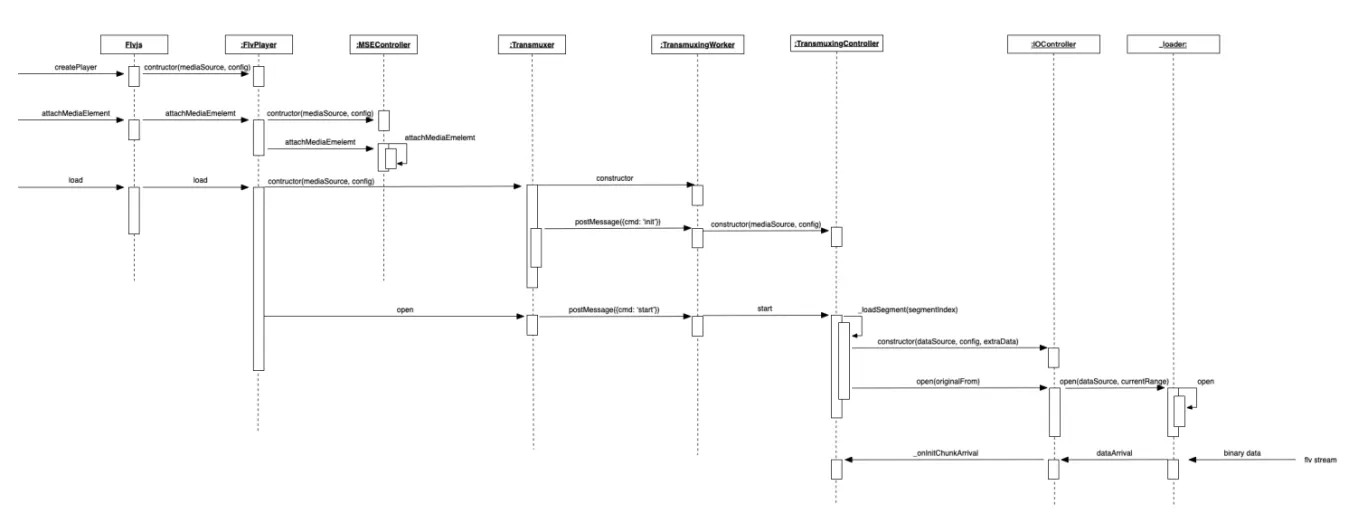 Flvjs
:FlvPlayer
:MSEController
:Transmuxer
:TransmuxingWorker
:TransmuxingController
:IOController
_loader:
createPlayer
contructor(mediaSource, config)
attachMediaElement
attachMediaEmelemt
contructor(mediaSource, config)
attachMediaEmelemt
attachMediaEmelemt
load
load
contructor(mediaSource, config)
constructor
postMessage({cmd: 'init'})
constructor(mediaSource, config)
open
postMessage({cmd: 'start'})
start
_loadSegment(segmentIndex)
constructor(dataSource, config, extraData)
open(originalFrom)
open(dataSource, currentRange)
open
_onInitChunkArrival
dataArrival
binary data
flv stream